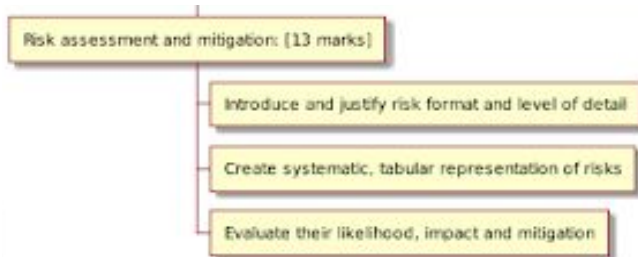 Risk assessment and mitigation: [13 marks]
Introduce and justify risk format and level of detail
Create systematic, tabular representation of risks
Evaluate their likelihood, impact and mitigation